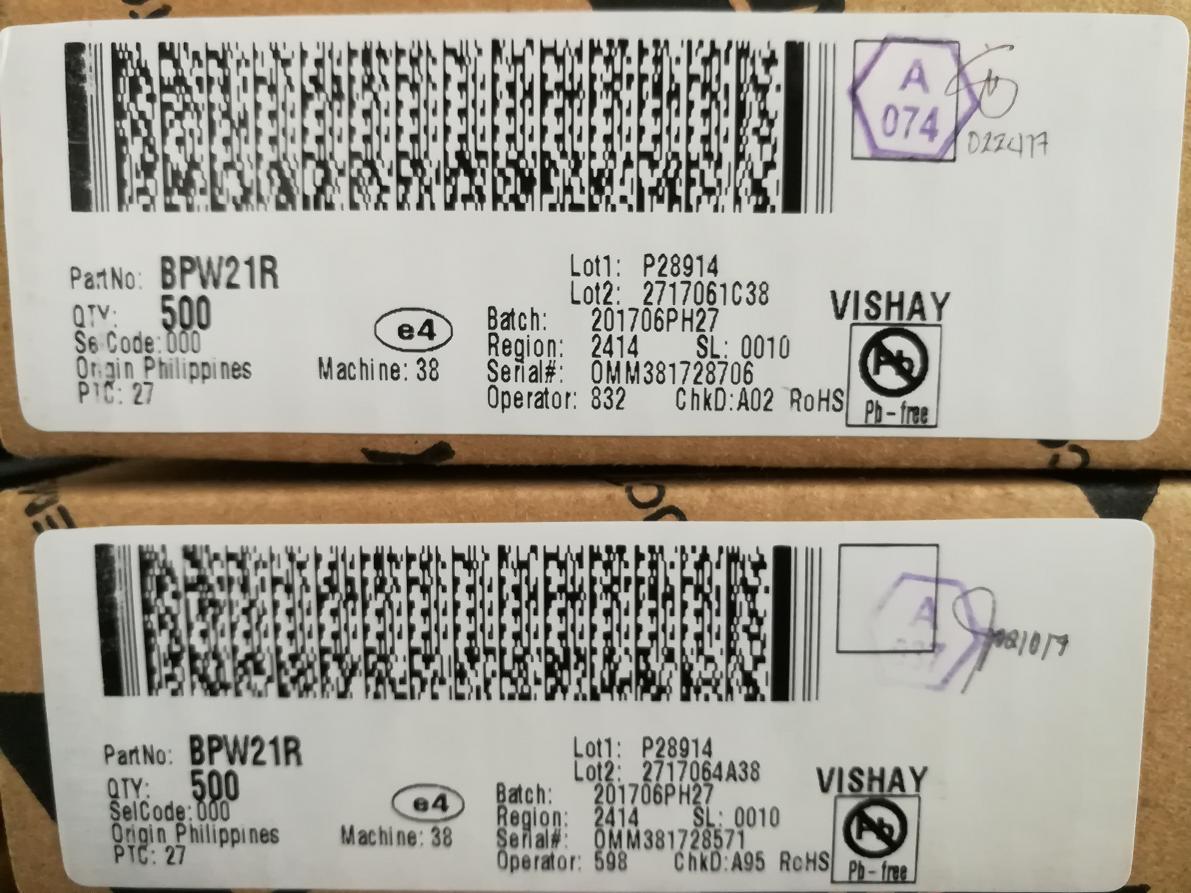 A
074
022417
PartNo: BPW21R
QTY: 500
SelCode:000
Origin Philippines
PTC: 27
e4
Machine: 38
Lot1: P28914
Lot2: 2717061C38
Batch: 201706PH27
Region: 2414 SL: 0010
Serial#: 0MM381728706
Operator: 832 ChkD:A02 RoHS
VISHAY
Pb
Pb-free
A
PartNo: BPW21R
QTY: 500
SelCode:000
Origin Philippines
PTC: 27
e4
Machine: 38
Lot1: P28914
Lot2: 2717064A38
Batch: 201706PH27
Region: 2414 SL: 0010
Serial#: 0MM381728571
Operator: 598 ChkD:A95 RoHS
VISHAY
Pb
Pb-free